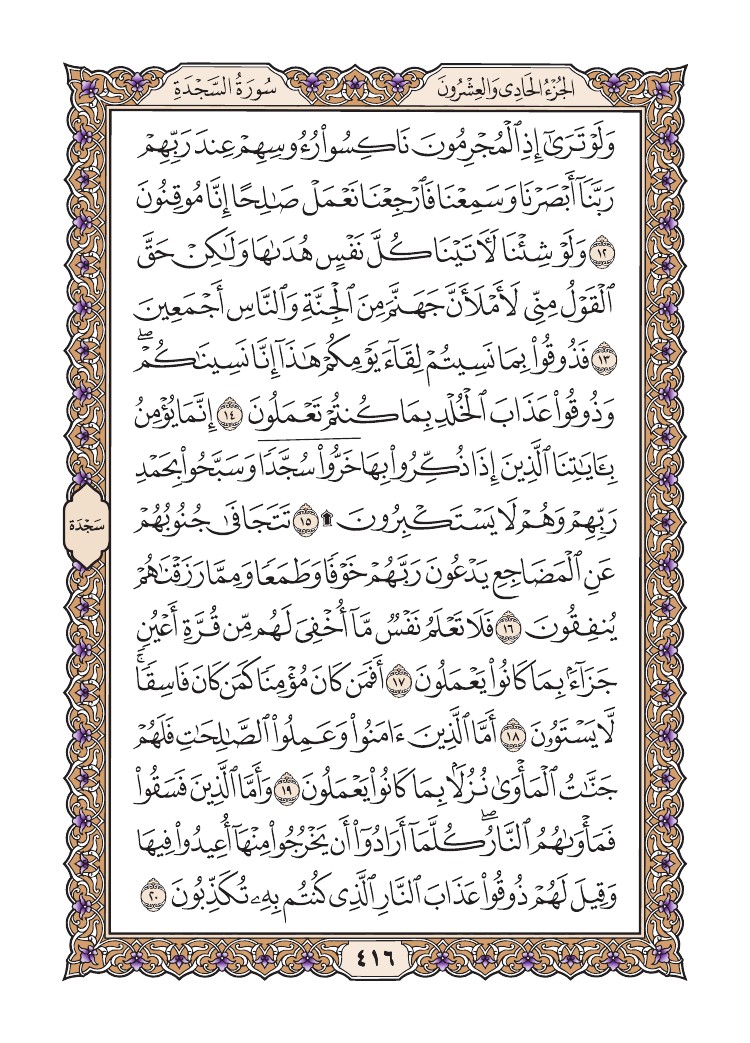 الجُزْءُ الحَادِى وَالعِشْرُونَ
سُورَةُ السَّجْدَةِ
وَلَوْ تَرَىٰٓ إِذِ ٱلْمُجْرِمُونَ نَاكِسُوا۟ رُءُوسِهِمْ عِندَ رَبِّهِمْ
رَبَّنَآ أَبْصَرْنَا وَسَمِعْنَا فَٱرْجِعْنَا نَعْمَلْ صَـٰلِحًا إِنَّا مُوقِنُونَ
١٢ وَلَوْ شِئْنَا لَـَٔاتَيْنَا كُلَّ نَفْسٍ هُدَىٰهَا وَلَـٰكِنْ حَقَّ
ٱلْقَوْلُ مِنِّى لَأَمْلَأَنَّ جَهَنَّمَ مِنَ ٱلْجِنَّةِ وَٱلنَّاسِ أَجْمَعِينَ
١٣ فَذُوقُوا۟ بِمَا نَسِيتُمْ لِقَآءَ يَوْمِكُمْ هَـٰذَآ إِنَّا نَسِينَـٰكُمْ ۖ
وَذُوقُوا۟ عَذَابَ ٱلْخُلْدِ بِمَا كُنتُمْ تَعْمَلُونَ ١٤ إِنَّمَا يُؤْمِنُ
بِـَٔايَـٰتِنَا ٱلَّذِينَ إِذَا ذُكِّرُوا۟ بِهَا خَرُّوا۟ سُجَّدًا وَسَبَّحُوا۟ بِحَمْدِ
رَبِّهِمْ وَهُمْ لَا يَسْتَكْبِرُونَ ۩ ١٥ تَتَجَافَىٰ جُنُوبُهُمْ
سَجْدَة
عَنِ ٱلْمَضَاجِعِ يَدْعُونَ رَبَّهُمْ خَوْفًا وَطَمَعًا وَمِمَّا رَزَقْنَـٰهُمْ
يُنفِقُونَ ١٦ فَلَا تَعْلَمُ نَفْسٌ مَّآ أُخْفِىَ لَهُم مِّن قُرَّةِ أَعْيُنٍ
جَزَآءًۢ بِمَا كَانُوا۟ يَعْمَلُونَ ١٧ أَفَمَن كَانَ مُؤْمِنًا كَمَن كَانَ فَاسِقًا ۚ
لَّا يَسْتَوُۥنَ ١٨ أَمَّا ٱلَّذِينَ ءَامَنُوا۟ وَعَمِلُوا۟ ٱلصَّـٰلِحَـٰتِ فَلَهُمْ
جَنَّـٰتُ ٱلْمَأْوَىٰ نُزُلًۢا بِمَا كَانُوا۟ يَعْمَلُونَ ١٩ وَأَمَّا ٱلَّذِينَ فَسَقُوا۟
فَمَأْوَىٰهُمُ ٱلنَّارُ ۖ كُلَّمَآ أَرَادُوٓا۟ أَن يَخْرُجُوا۟ مِنْهَآ أُعِيدُوا۟ فِيهَا
وَقِيلَ لَهُمْ ذُوقُوا۟ عَذَابَ ٱلنَّارِ ٱلَّذِى كُنتُم بِهِۦ تُكَذِّبُونَ ٢٠
٤١٦